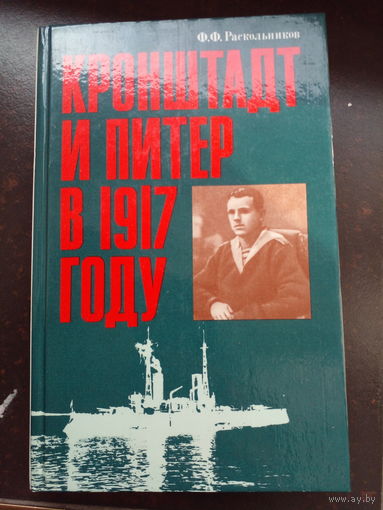 Ф.Ф. Раскольников
КРОНШТАДТ
И ПИТЕР
В 1917
ГОДУ
www.ay.by